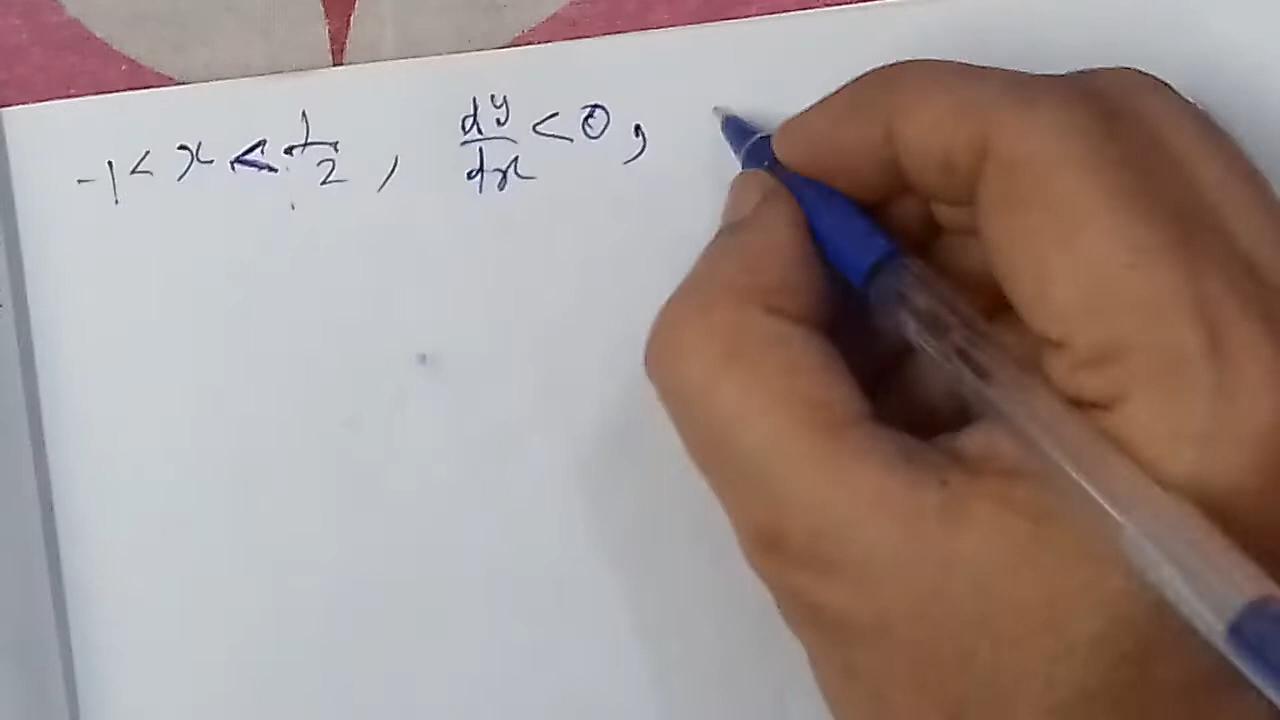 -1 < x < 1/2 , dy/dx < 0 ,